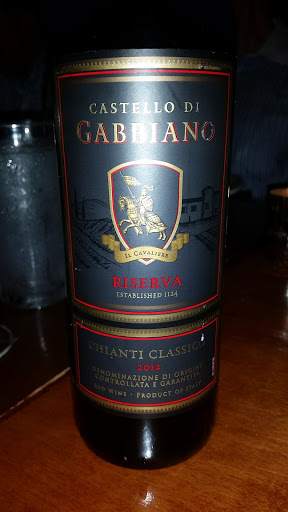 CASTELLO DI
GABBIANO
IL CAVALIERE
RISERVA
ESTABLISHED 1124
CHIANTI CLASSICO
2012
DENOMINAZIONE DI ORIGINE
CONTROLLATA E GARANTITA
RED WINE · PRODUCT OF ITALY